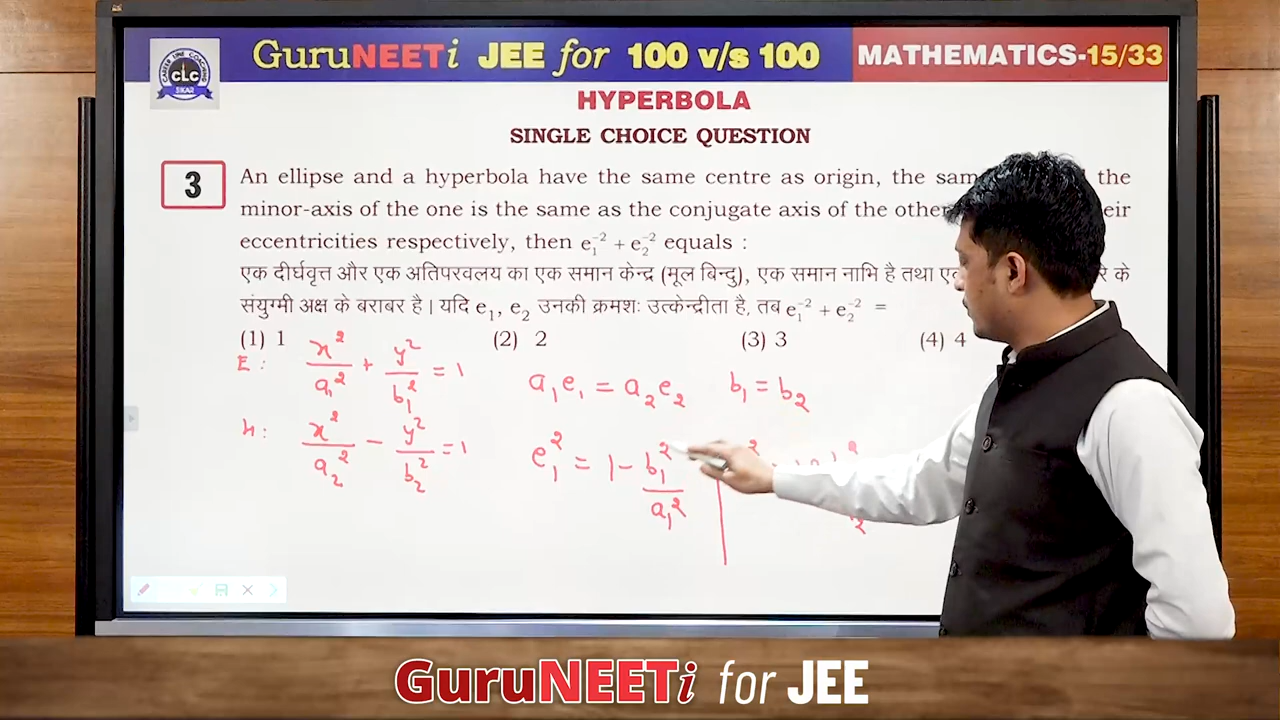 GuruNEETi JEE for 100 v/s 100
MATHEMATICS-15/33
CAREER LINE COACHING
CLC
SIKAR
HYPERBOLA
SINGLE CHOICE QUESTION
3
An ellipse and a hyperbola have the same centre as origin, the the
minor-axis of the one is the same as the conjugate axis of the other
eccentricities respectively, then e₁⁻² + e₂⁻² equals :
एक दीर्घवृत्त और एक अतिपरवलय का एक समान केन्द्र (मूल बिन्दु), एक समान नाभि है तथा के
संयुग्मी अक्ष के बराबर है। यदि e₁, e₂ उनकी क्रमशः उत्केन्द्रीता है, तब e₁⁻² + e₂⁻² =
(1) 1 (2) 2 (3) 3 (4) 4
E : x²/a₁² + y²/b₁² = 1
a₁e₁ = a₂e₂ b₁ = b₂
H : x²/a₂² − y²/b₂² = 1
e₁² = 1 − b₁²/a₁²
GuruNEETi for JEE